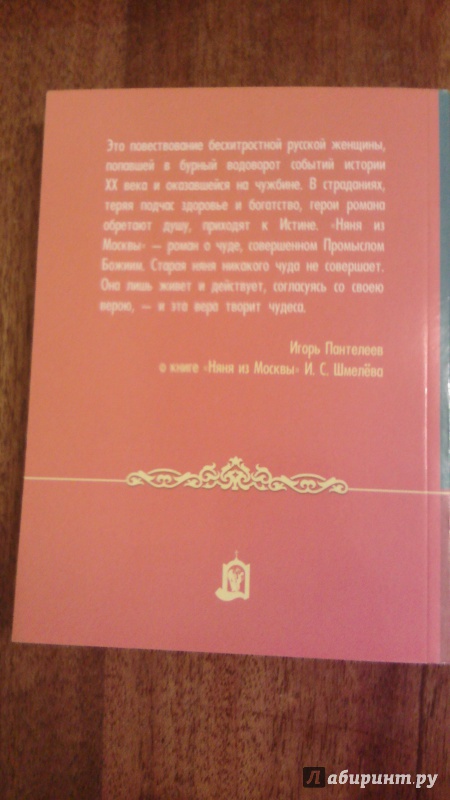 Это повествование бесхитростной русской женщины,
попавшей в бурный водоворот событий истории
XX века и оказавшейся на чужбине. В страданиях,
теряя подчас здоровье и богатство, герои романа
обретают душу, приходят к Истине. «Няня из
Москвы» — роман о чуде, совершенном Промыслом
Божиим. Старая няня никакого чуда не совершает.
Она лишь живет и действует, согласуясь со своею
верою, — и эта вера творит чудеса.
Игорь Пантелеев
о книге «Няня из Москвы» И. С. Шмелёва
Лабиринт.ру